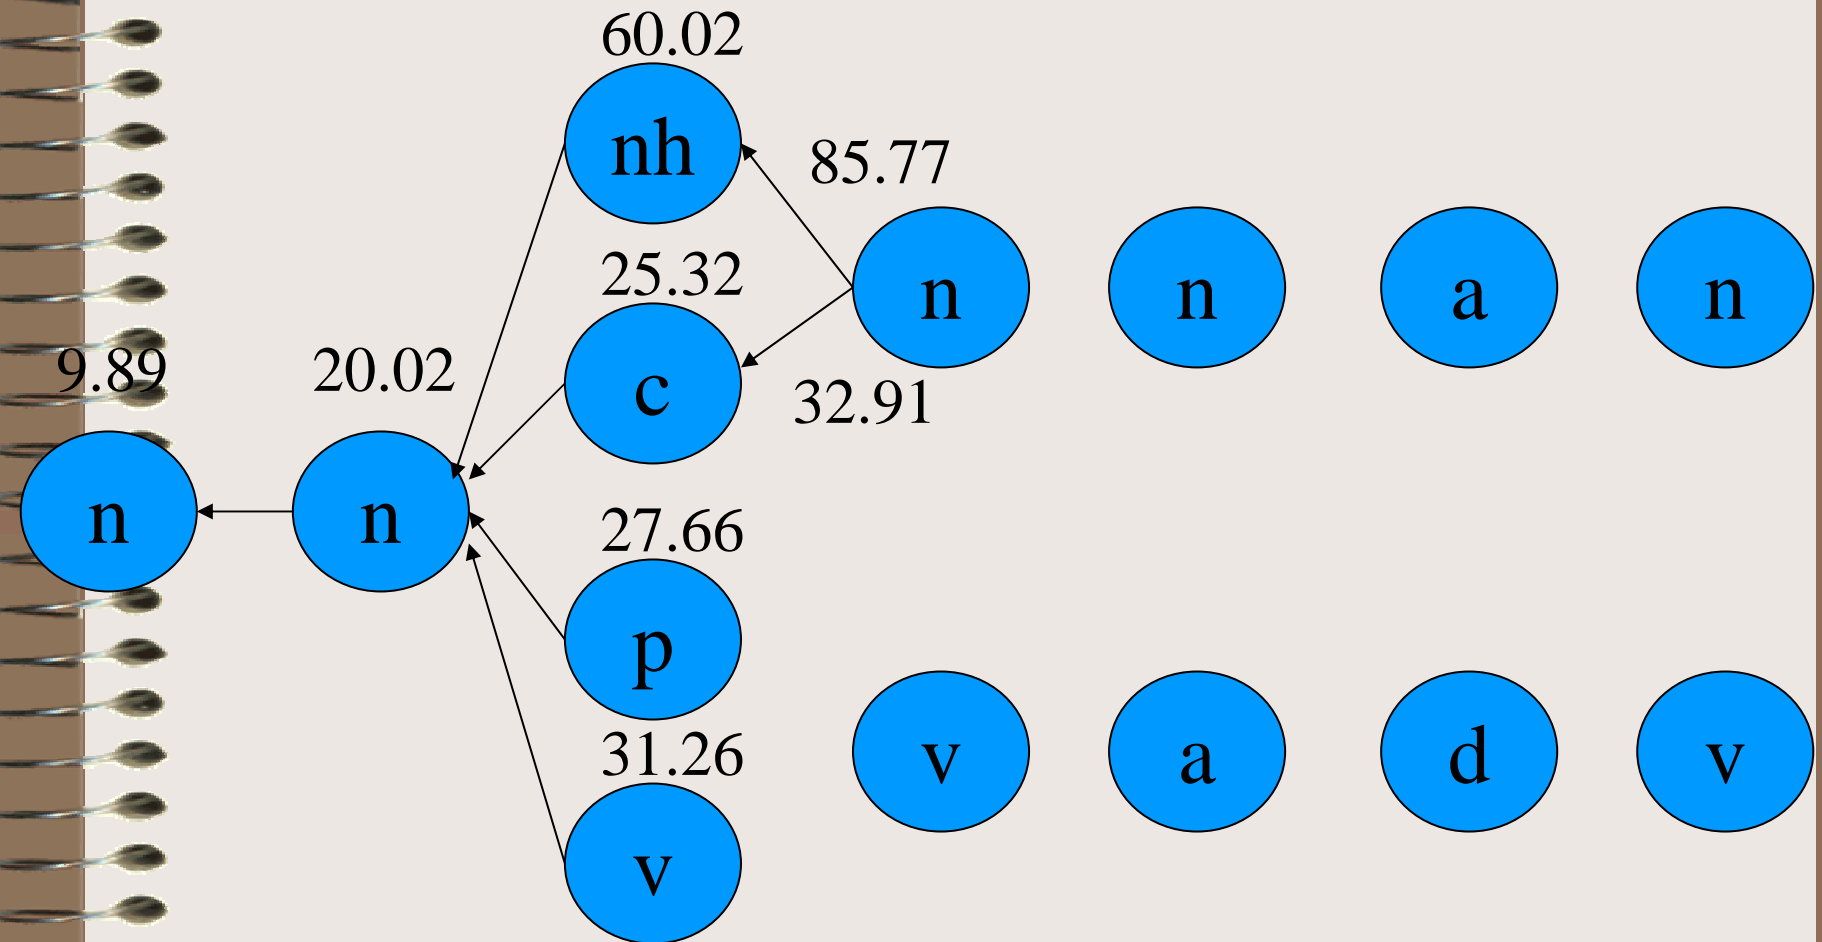 60.02
nh
85.77
25.32
n n a n
9.89
20.02
c
32.91
n
n
27.66
p
31.26
v a d v
v